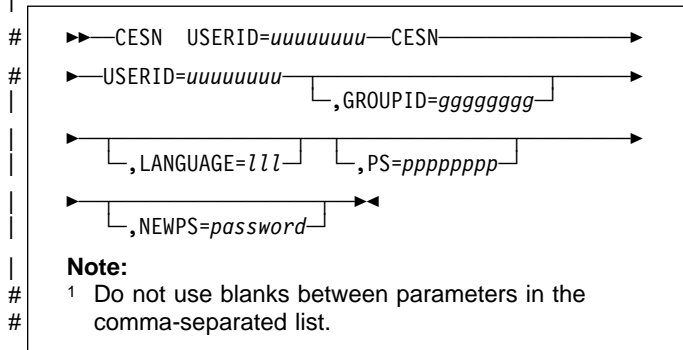 # ►►──CESN USERID=uuuuuuuu──CESN──►
# ►──USERID=uuuuuuuu──►
| ,GROUPID=gggggggg
| ►──►
| ,LANGUAGE=lll ,PS=pppppppp
| ►──►◄
| ,NEWPS=password
| Note:
# 1 Do not use blanks between parameters in the
# comma-separated list.